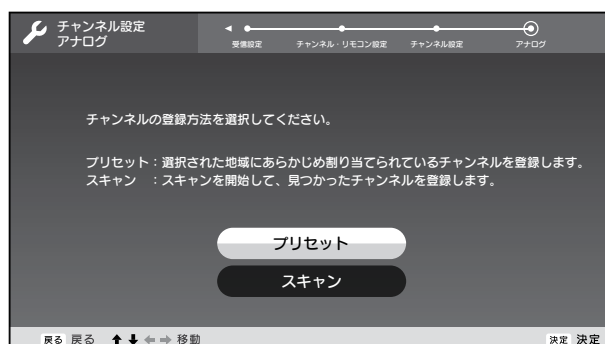 チャンネル設定
アナログ
受信設定 チャンネル・リモコン設定 チャンネル設定 アナログ
チャンネルの登録方法を選択してください。
プリセット：選択された地域にあらかじめ割り当てられているチャンネルを登録します。
スキャン　：スキャンを開始して、見つかったチャンネルを登録します。
プリセット
スキャン
戻る 戻る 移動 決定 決定